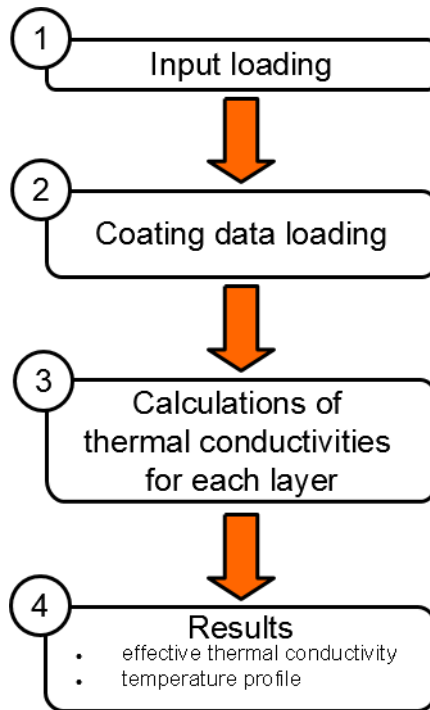 1
Input loading
2
Coating data loading
3
Calculations of
thermal conductivities
for each layer
4
Results
• effective thermal conductivity
• temperature profile